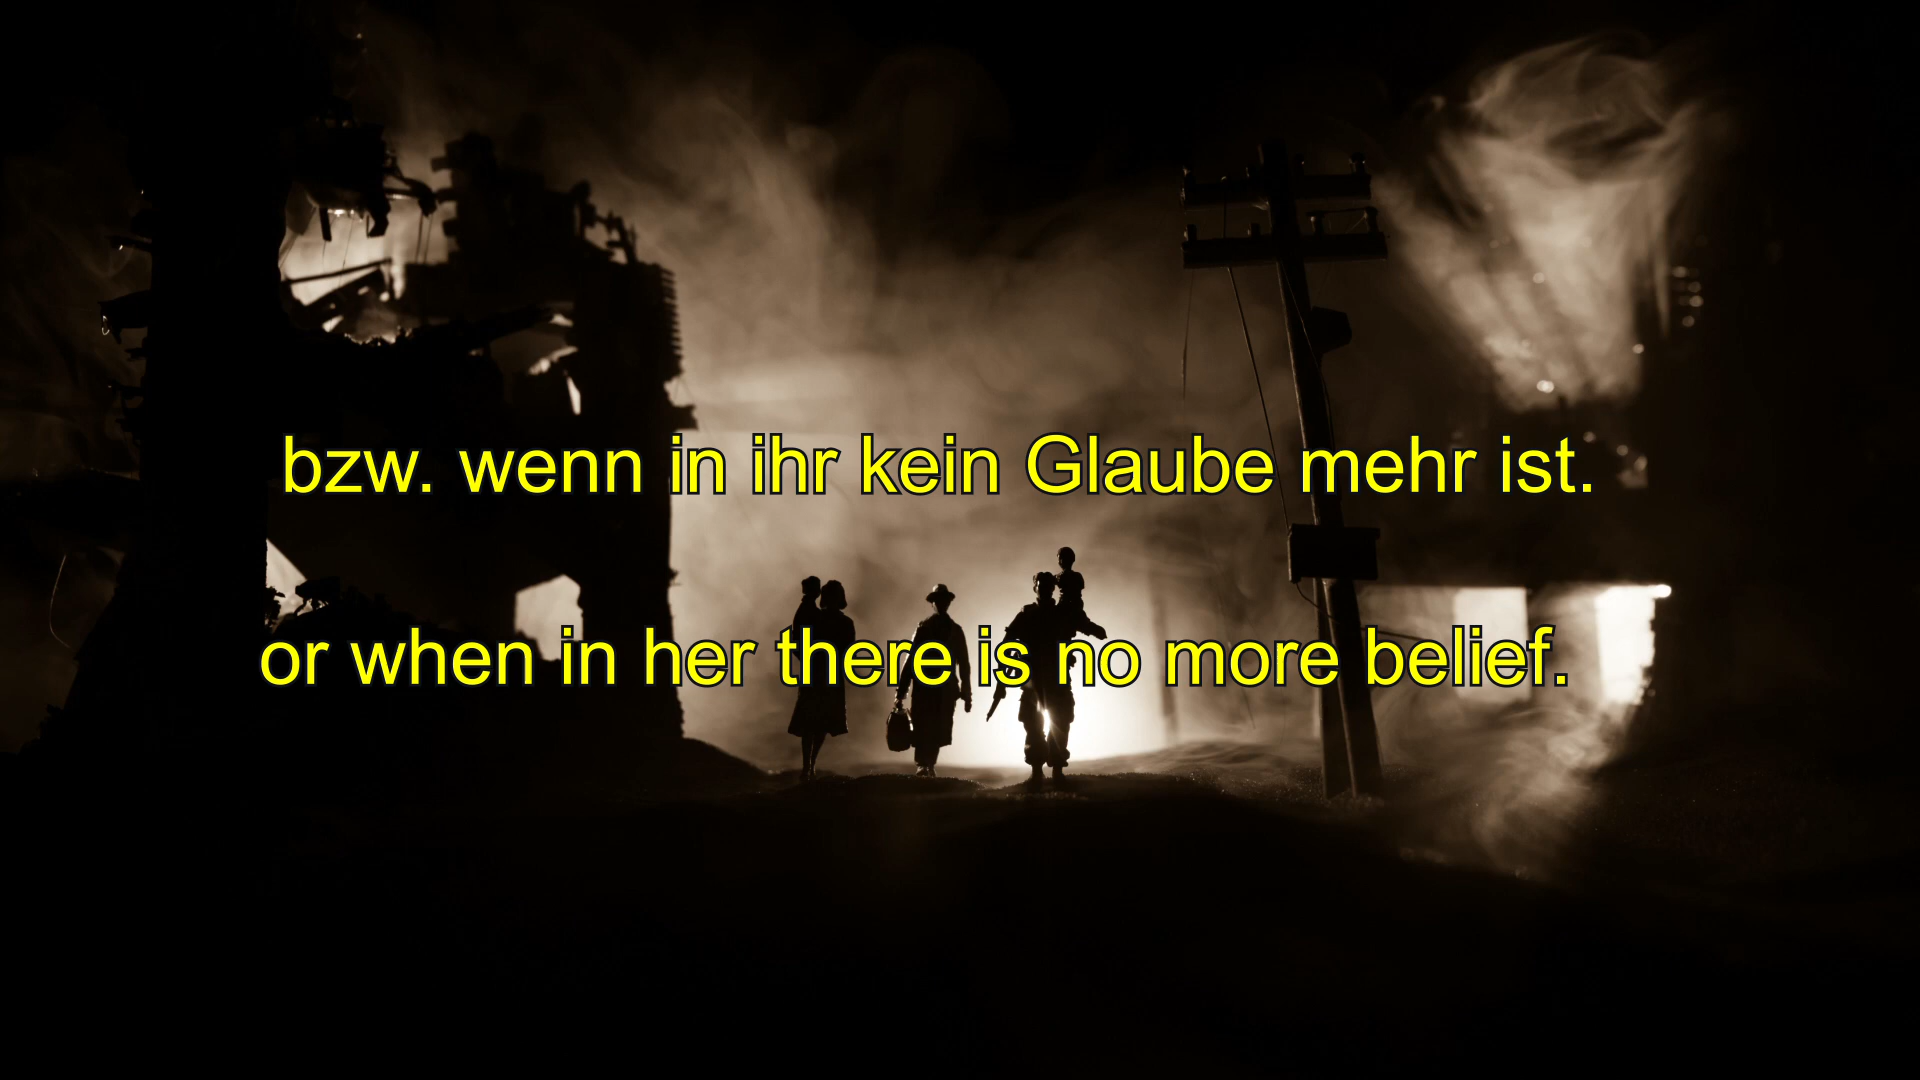 bzw. wenn in ihr kein Glaube mehr ist.
or when in her there is no more belief.